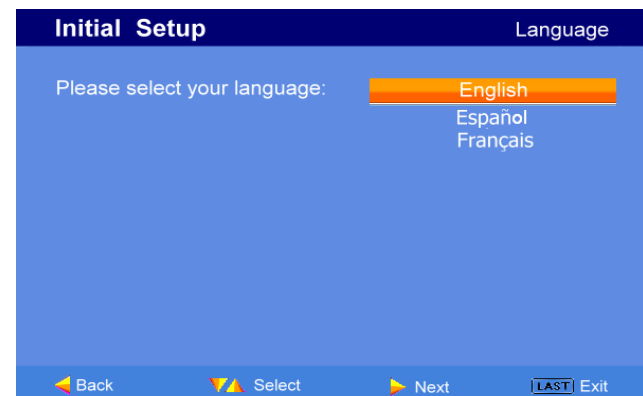 Initial Setup Language
Please select your language: English
Español
Français
Back Select Next LAST Exit